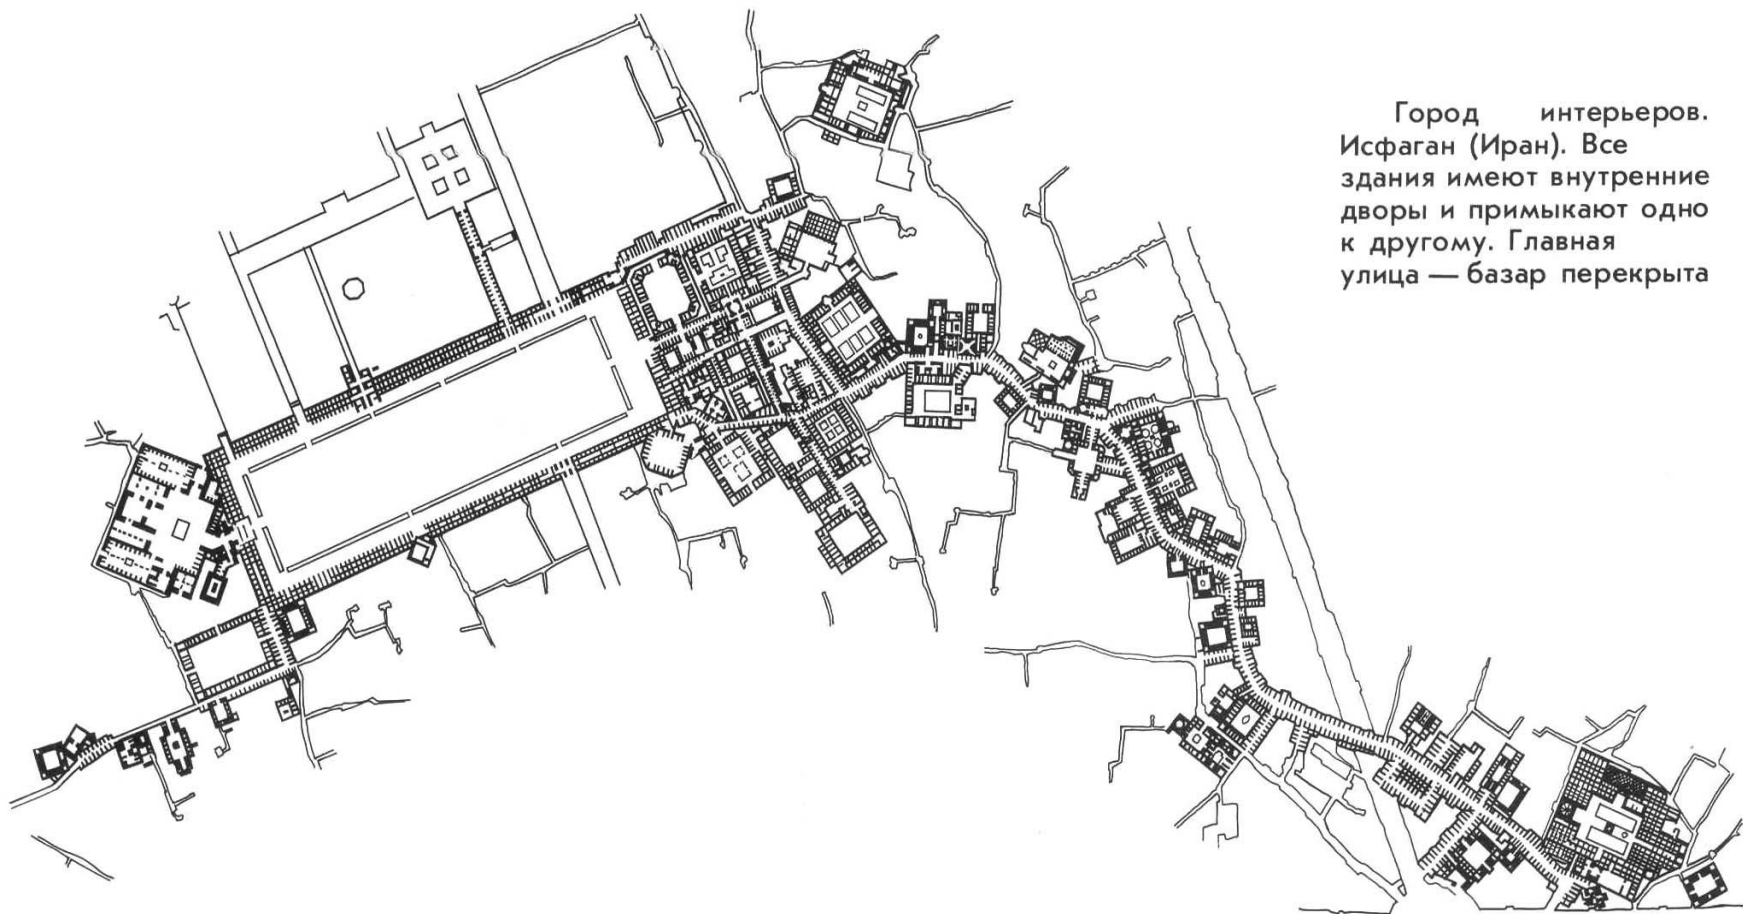 Город интерьеров.
Исфаган (Иран). Все
здания имеют внутренние
дворы и примыкают одно
к другому. Главная
улица — базар перекрыта